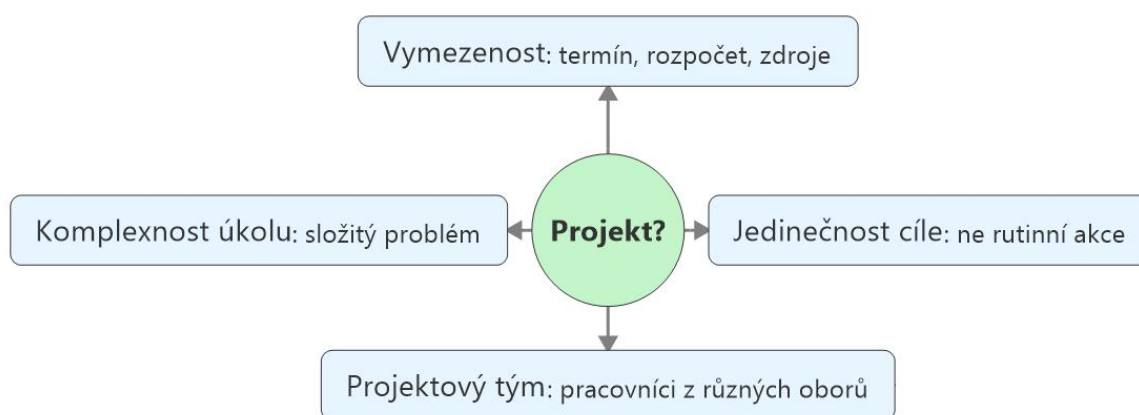 Vymezenost: termín, rozpočet, zdroje
Komplexnost úkolu: složitý problém
Projekt?
Jedinečnost cíle: ne rutinní akce
Projektový tým: pracovníci z různých oborů